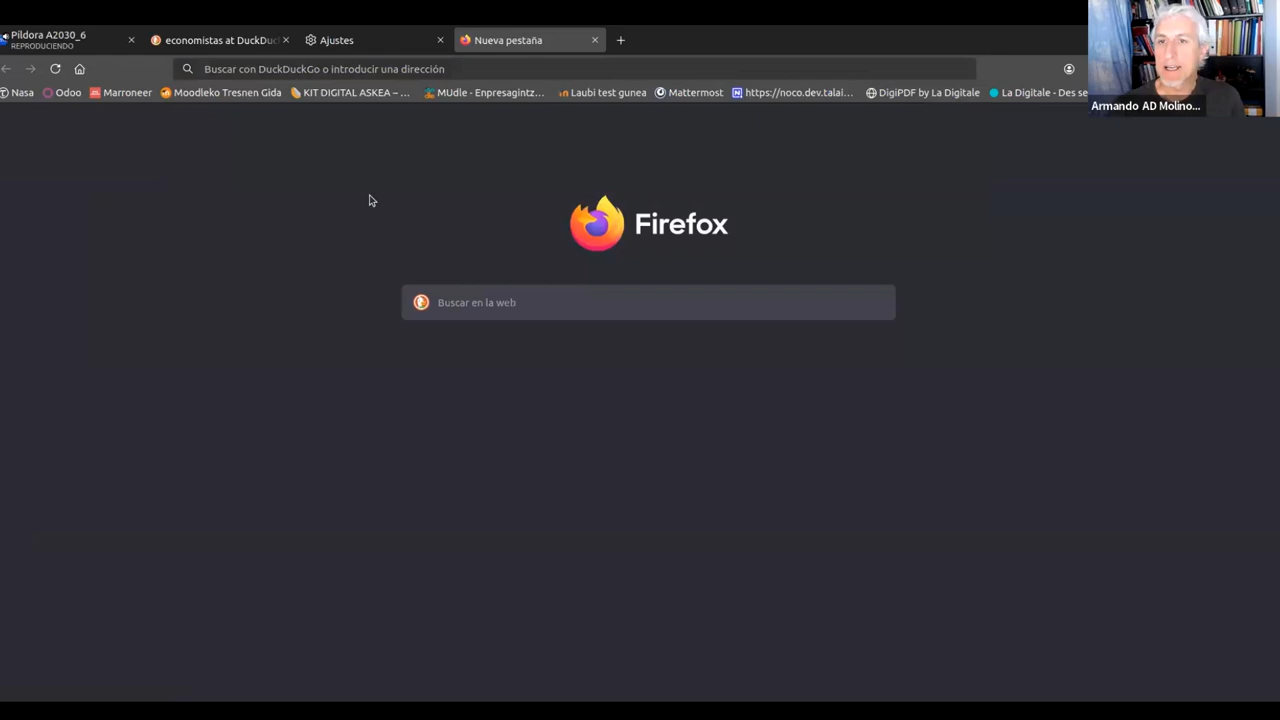 Píldora A2030_6
REPRODUCIENDO
economistas at DuckDuc
Ajustes
Nueva pestaña
Buscar con DuckDuckGo o introducir una dirección
Nasa
Odoo
Marroneer
Moodleko Tresnen Gida
KIT DIGITAL ASKEA – ...
MUdle - Enpresagintz...
Laubi test gunea
Mattermost
https://noco.dev.talai...
DigiPDF by La Digitale
La Digitale - Des se
Armando AD Molino...
Firefox
Buscar en la web